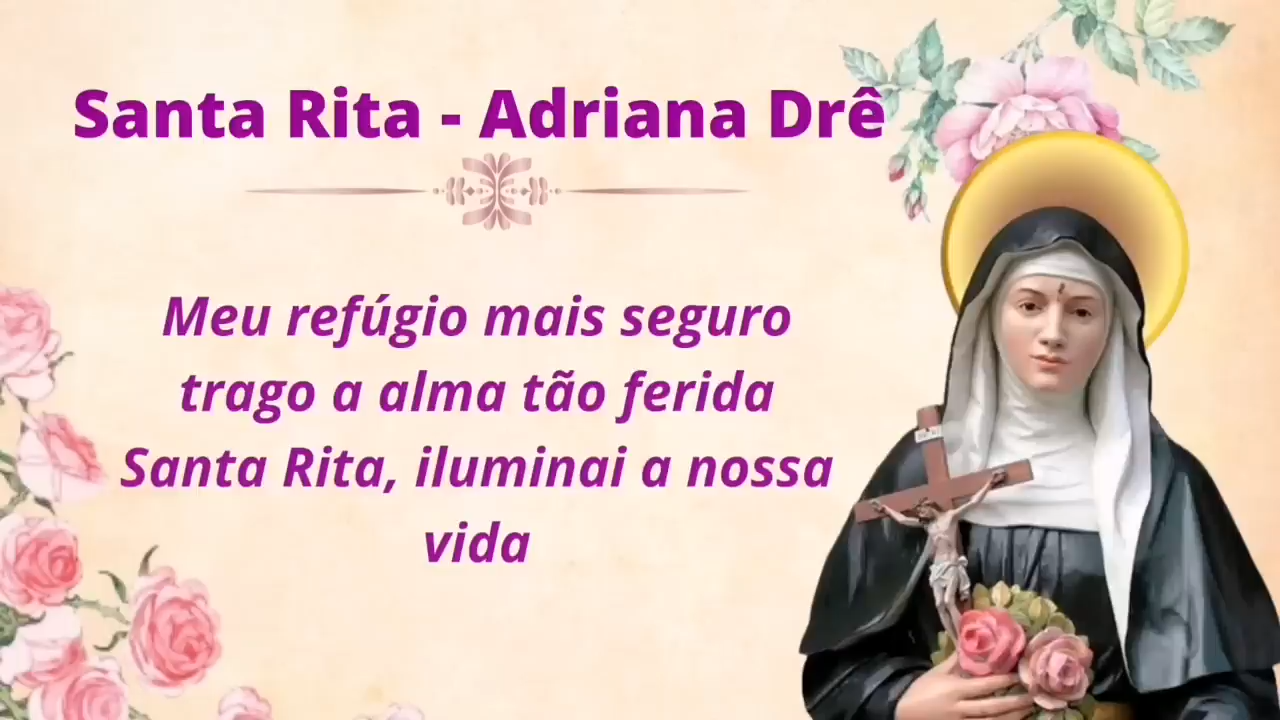 Santa Rita - Adriana Drê
Meu refúgio mais seguro
trago a alma tão ferida
Santa Rita, iluminai a nossa
vida